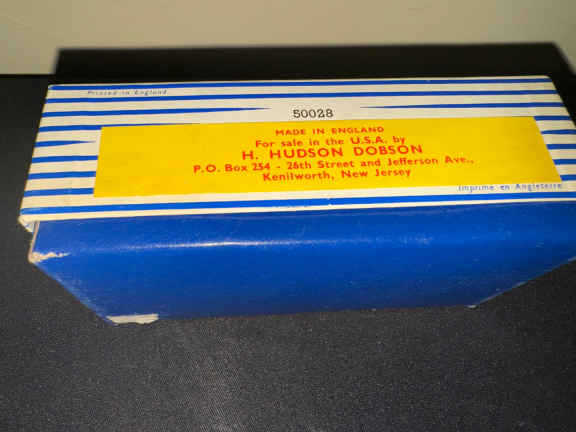 Printed in England
50028
MADE IN ENGLAND
For sale in the U.S.A. by
H. HUDSON DOBSON
P.O. Box 254 - 26th Street and Jefferson Ave.,
Kenilworth, New Jersey
Imprimé en Angleterre